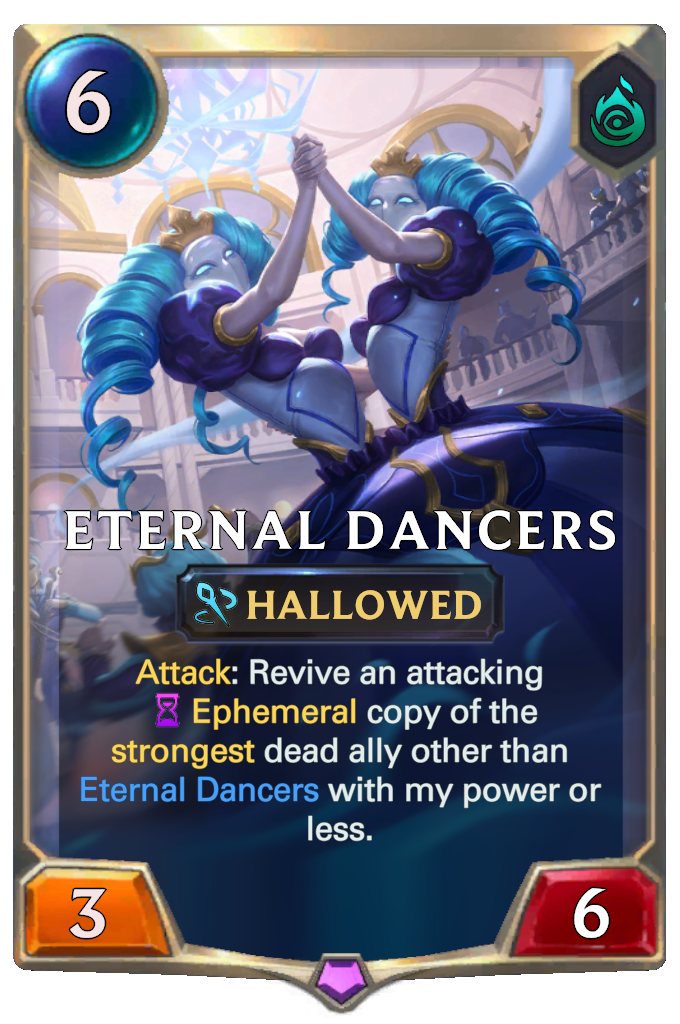 6
ETERNAL DANCERS
HALLOWED
Attack: Revive an attacking
Ephemeral copy of the
strongest dead ally other than
Eternal Dancers with my power or
less.
3
6